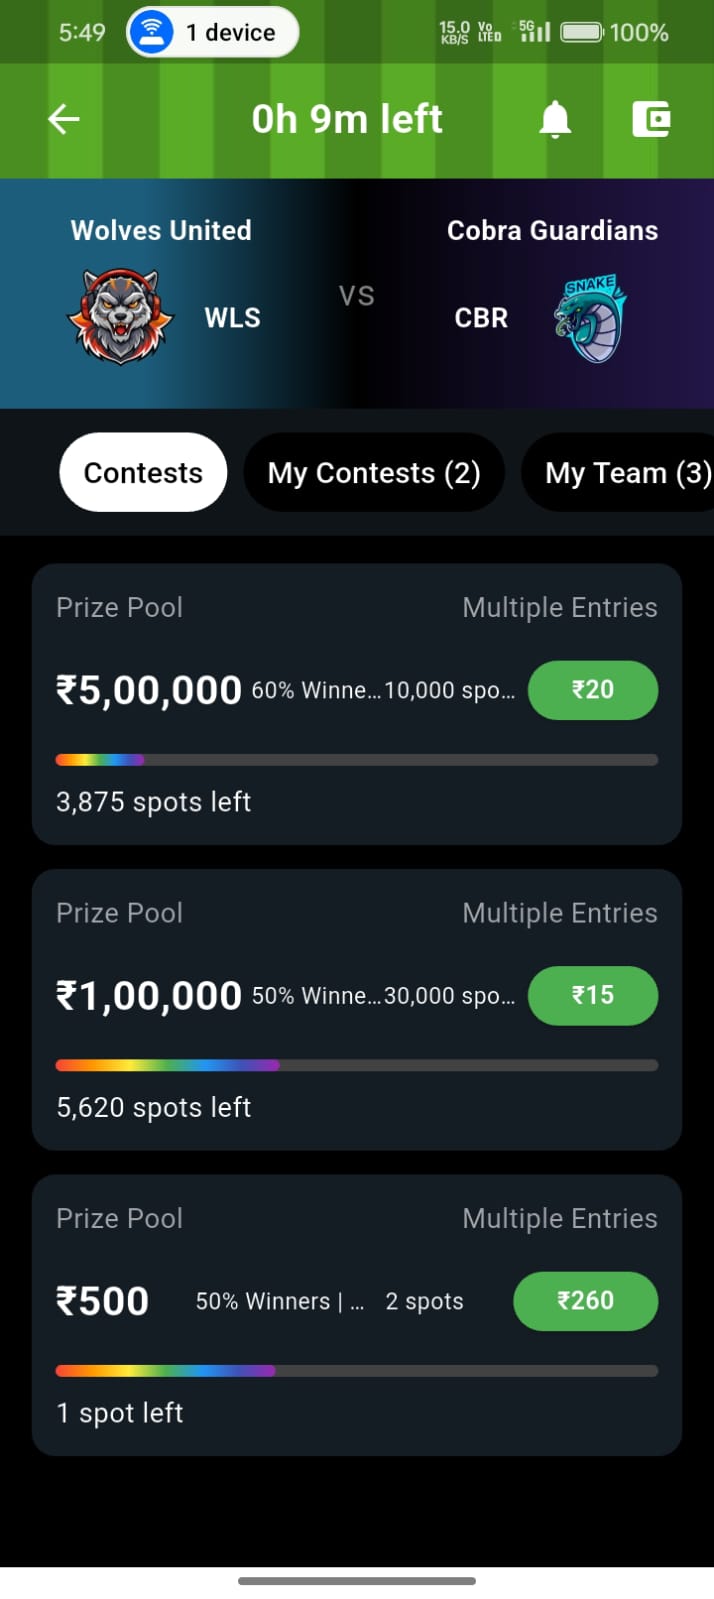 5:49 1 device 15.0 KB/S Vo LTED 5G 100%
0h 9m left
Wolves United Cobra Guardians
WLS VS CBR SNAKE
Contests My Contests (2) My Team (3)
Prize Pool Multiple Entries
₹5,00,000 60% Winne... 10,000 spo... ₹20
3,875 spots left
Prize Pool Multiple Entries
₹1,00,000 50% Winne... 30,000 spo... ₹15
5,620 spots left
Prize Pool Multiple Entries
₹500 50% Winners | ... 2 spots ₹260
1 spot left